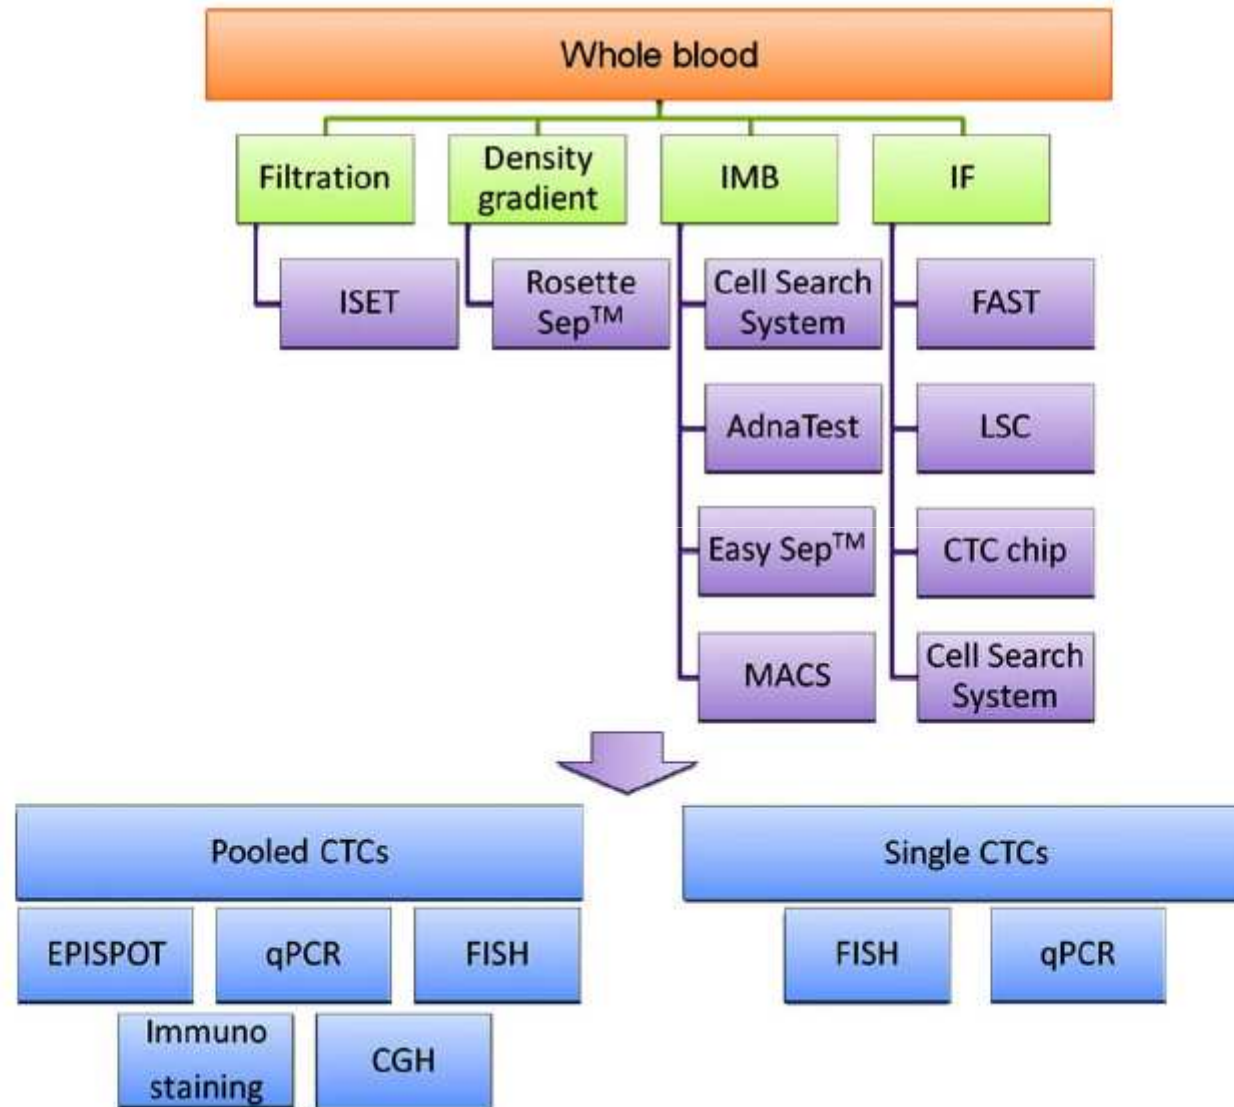 Whole blood
Filtration
Density
gradient
IMB
IF
ISET
Rosette
Sep™
Cell Search
System
FAST
AdnaTest
LSC
Easy Sep™
CTC chip
MACS
Cell Search
System
Pooled CTCs
Single CTCs
EPISPOT
qPCR
FISH
FISH
qPCR
Immuno
staining
CGH